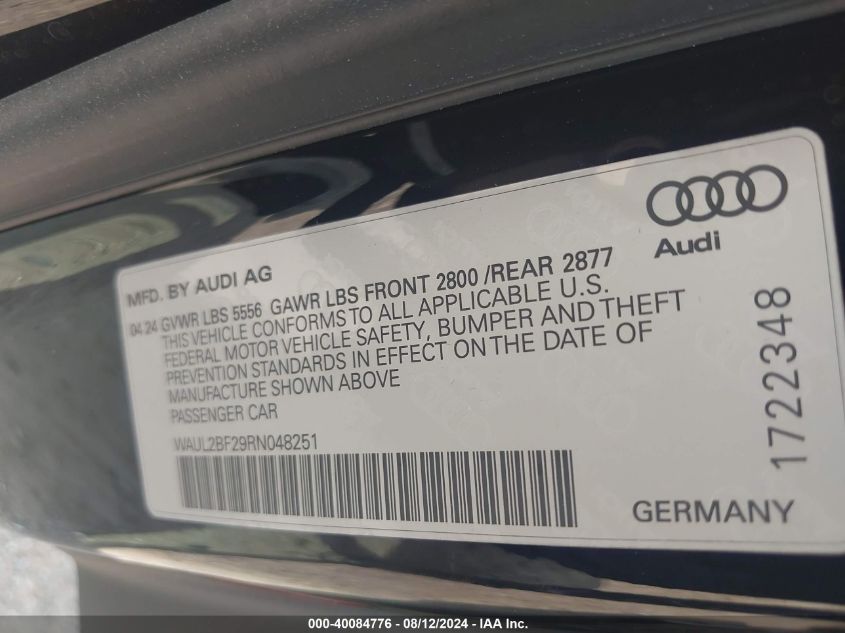 Audi
MFD. BY AUDI AG
04.24 GVWR LBS 5556 GAWR LBS FRONT 2800 /REAR 2877
THIS VEHICLE CONFORMS TO ALL APPLICABLE U.S.
FEDERAL MOTOR VEHICLE SAFETY, BUMPER AND THEFT
PREVENTION STANDARDS IN EFFECT ON THE DATE OF
MANUFACTURE SHOWN ABOVE
PASSENGER CAR
WAUL2BF29RN048251
1722348
GERMANY
000-40084776 - 08/12/2024 - IAA Inc.